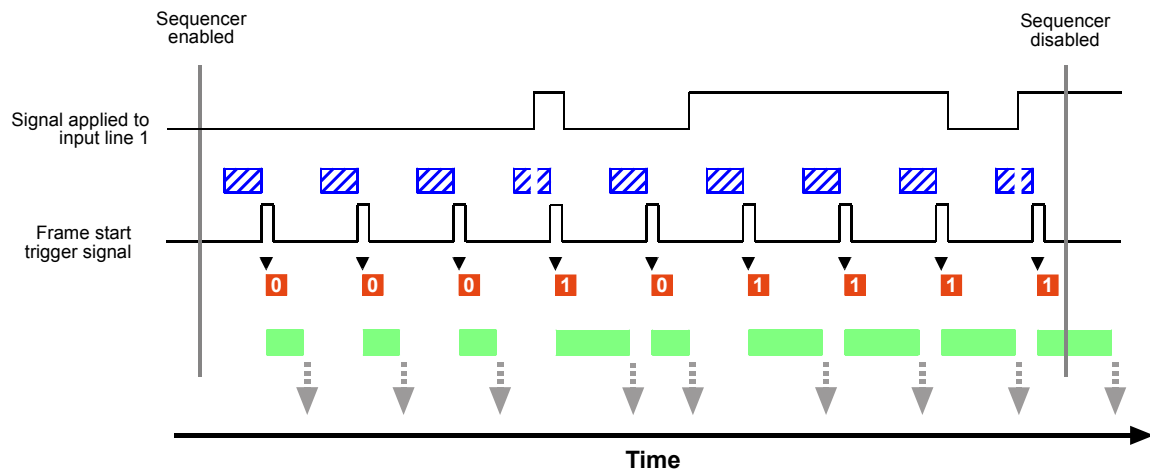 Sequencer
enabled
Sequencer
disabled
Signal applied to
input line 1
Frame start
trigger signal
0 0 0 1 0 1 1 1 1
Time